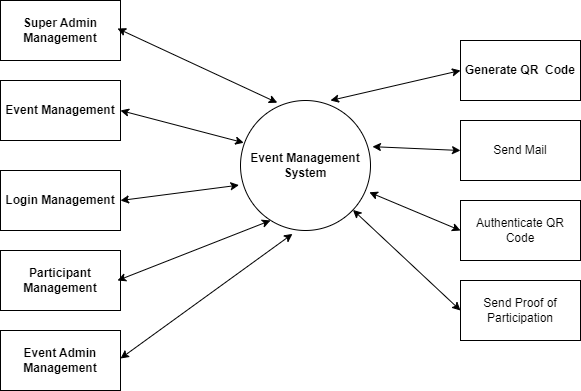 Super Admin
Management
Event Management
Login Management
Participant
Management
Event Admin
Management
Event Management
System
Generate QR Code
Send Mail
Authenticate QR
Code
Send Proof of
Participation